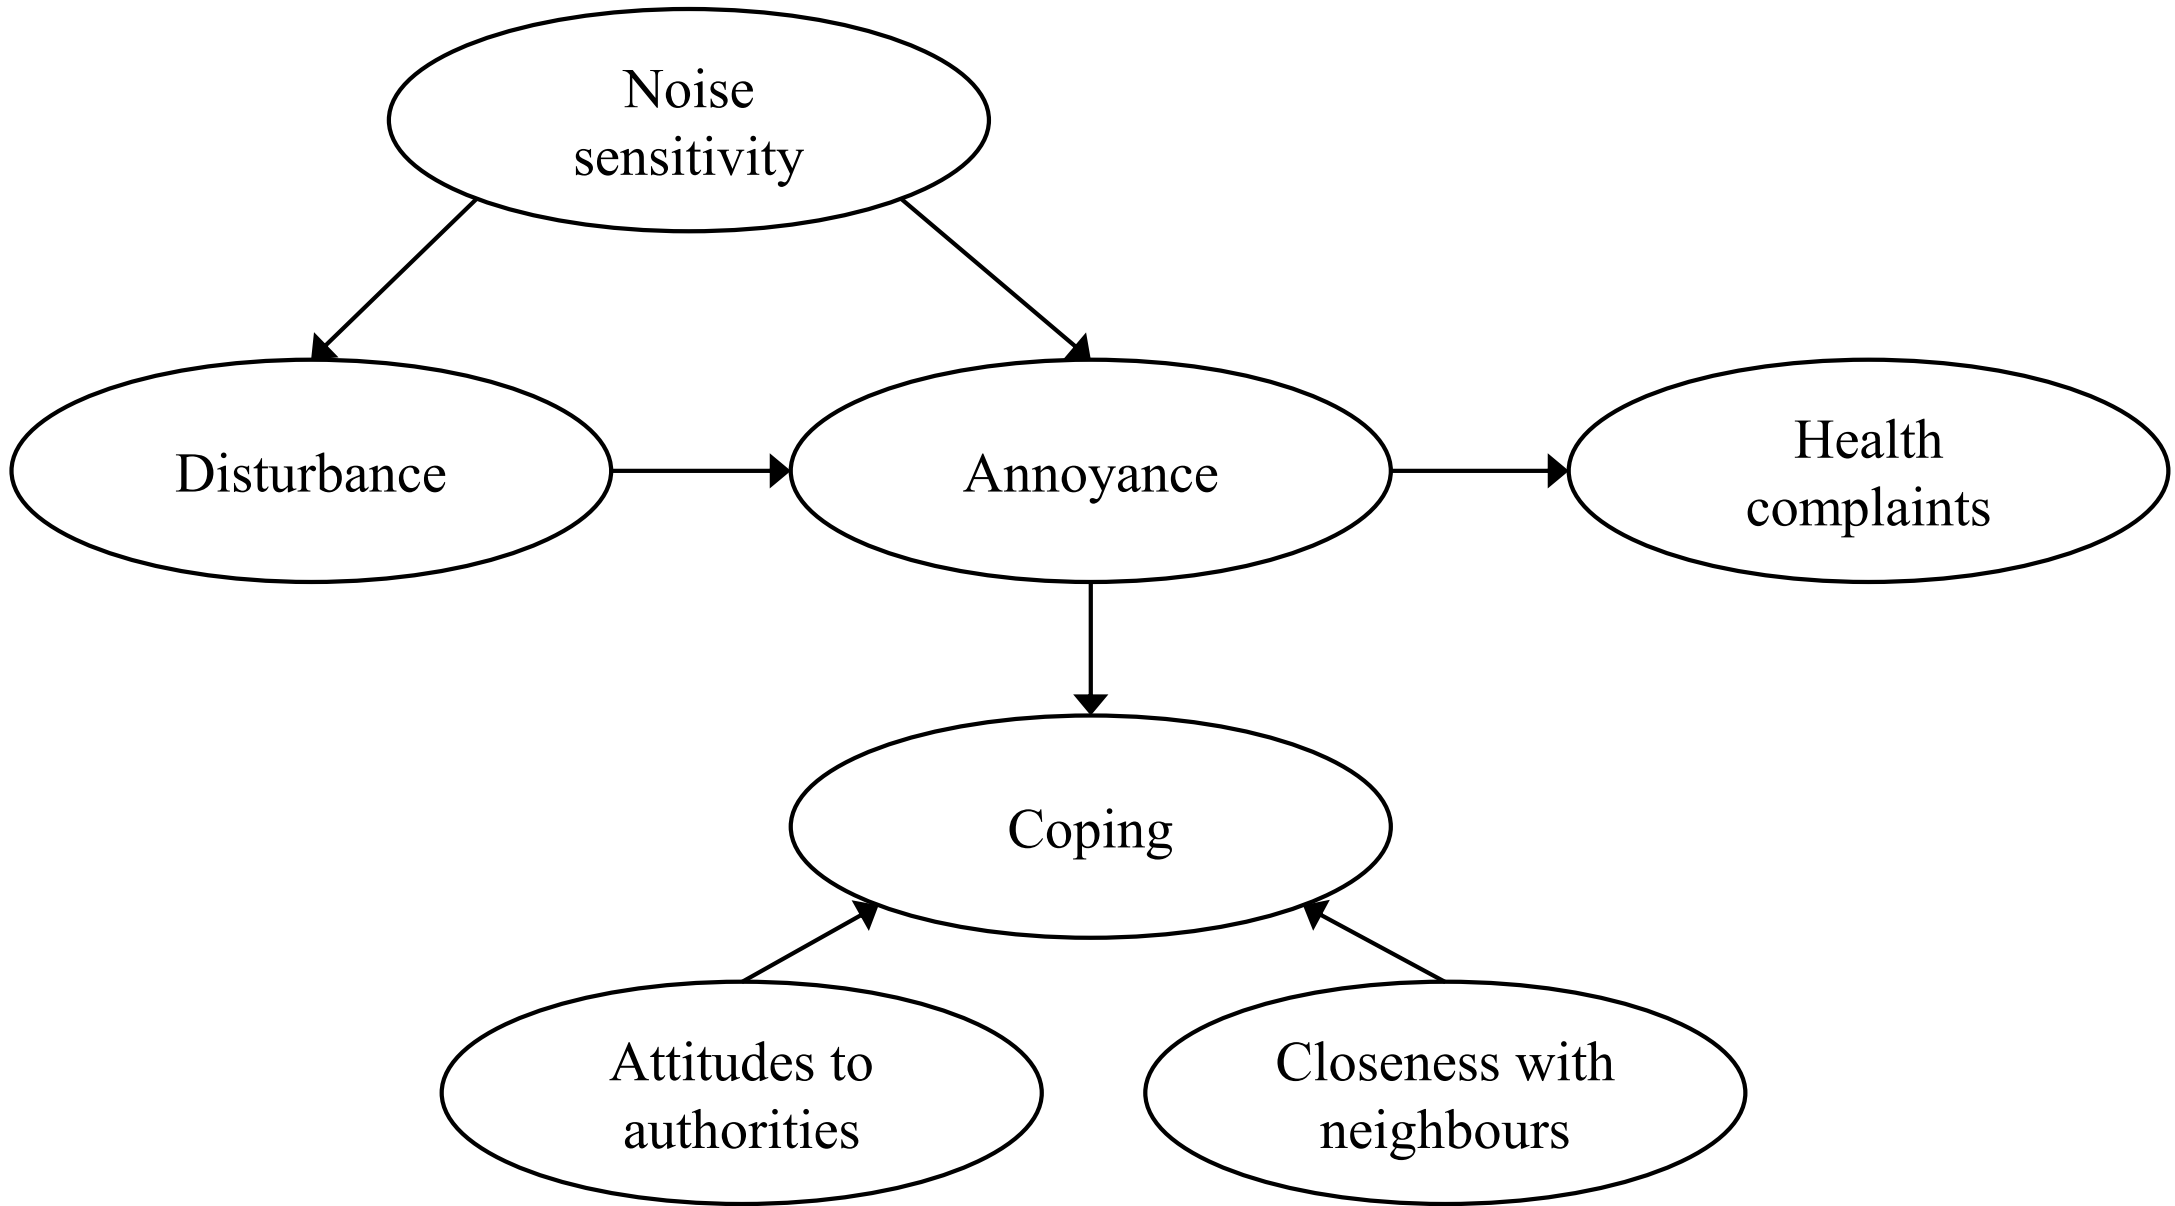 Noise
sensitivity
Disturbance
Annoyance
Health
complaints
Coping
Attitudes to
authorities
Closeness with
neighbours